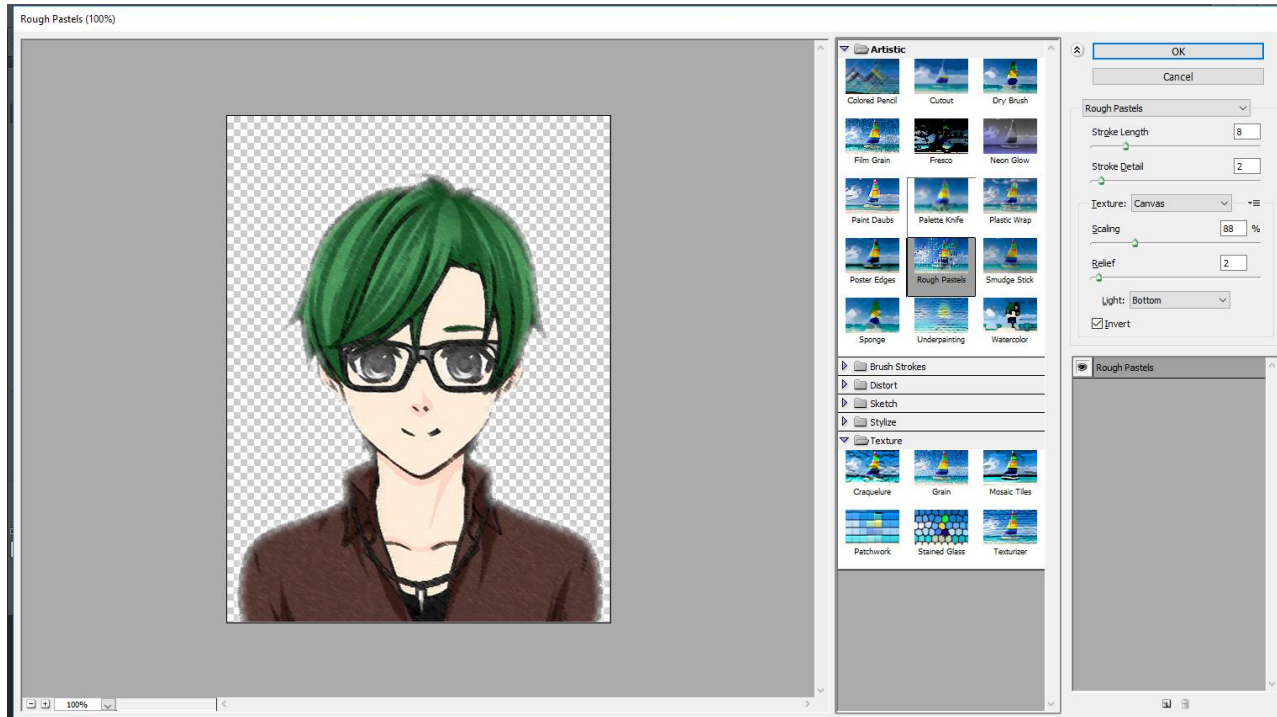 Rough Pastels (100%)
100%
Artistic
Colored Pencil
Cutout
Dry Brush
Film Grain
Fresco
Neon Glow
Paint Daubs
Palette Knife
Plastic Wrap
Poster Edges
Rough Pastels
Smudge Stick
Sponge
Underpainting
Watercolor
Brush Strokes
Distort
Sketch
Stylize
Texture
Craquelure
Grain
Mosaic Tiles
Patchwork
Stained Glass
Texturizer
OK
Cancel
Rough Pastels
Stroke Length 8
Stroke Detail 2
Texture: Canvas
Scaling 88 %
Relief 2
Light: Bottom
Invert
Rough Pastels